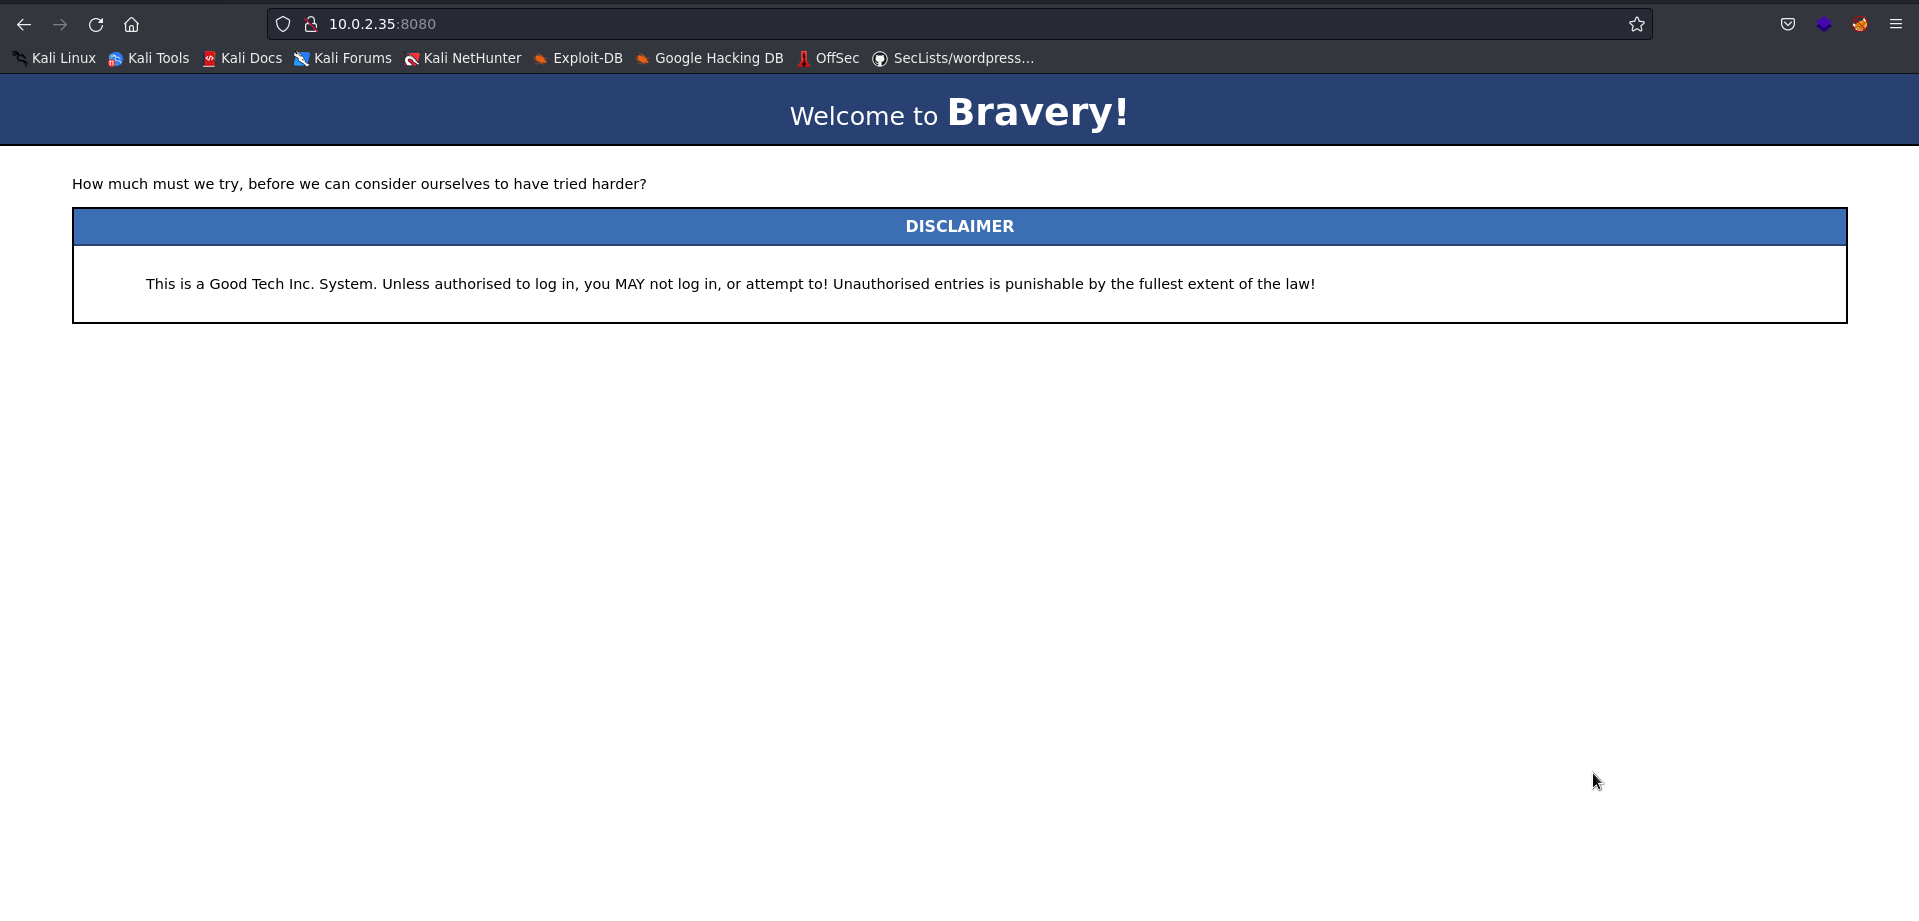 10.0.2.35:8080
Kali Linux Kali Tools Kali Docs Kali Forums Kali NetHunter Exploit-DB Google Hacking DB OffSec SecLists/wordpress…
Welcome to Bravery!
How much must we try, before we can consider ourselves to have tried harder?
DISCLAIMER
This is a Good Tech Inc. System. Unless authorised to log in, you MAY not log in, or attempt to! Unauthorised entries is punishable by the fullest extent of the law!